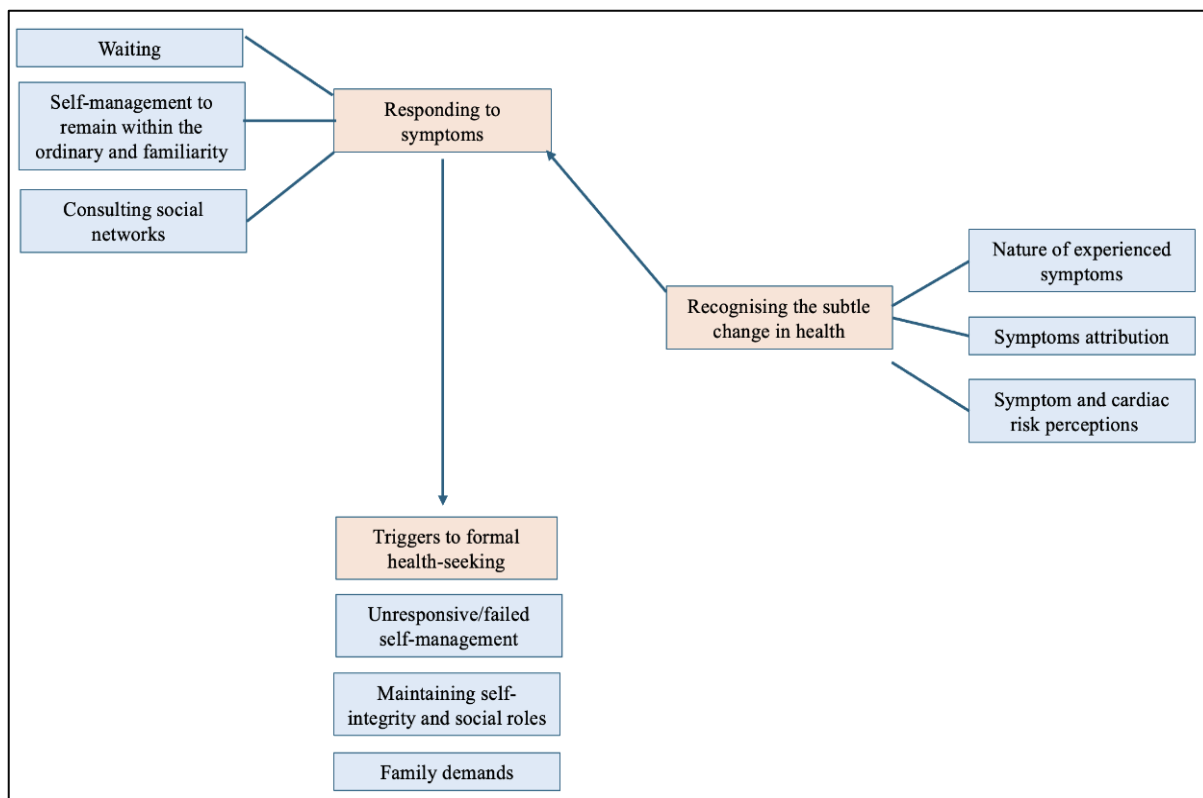 Waiting
Self-management to
remain within the
ordinary and familiarity
Consulting social
networks
Responding to
symptoms
Recognising the subtle
change in health
Nature of experienced
symptoms
Symptoms attribution
Symptom and cardiac
risk perceptions
Triggers to formal
health-seeking
Unresponsive/failed
self-management
Maintaining self-
integrity and social roles
Family demands